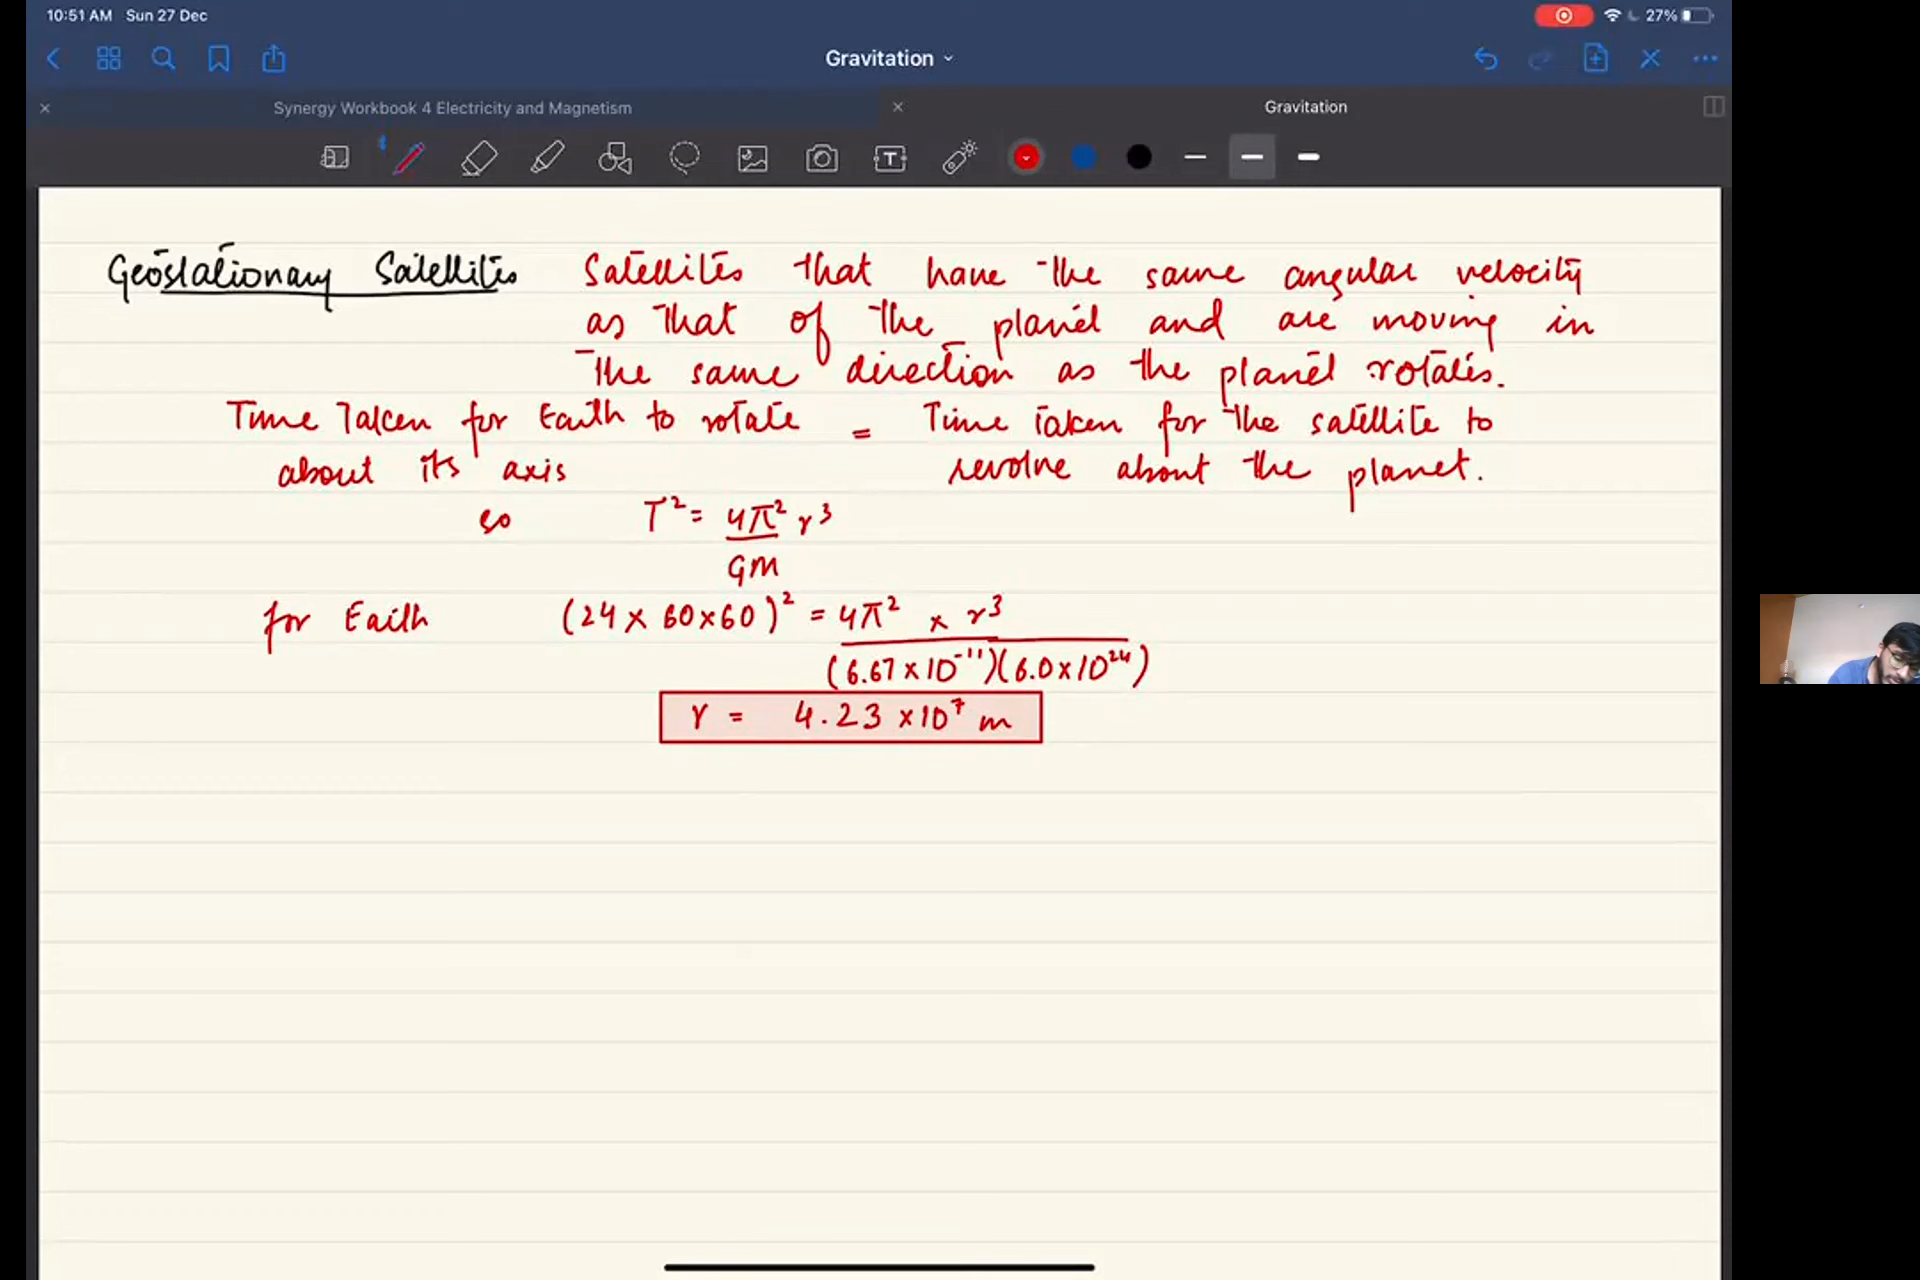 10:51 AM Sun 27 Dec
27%
Gravitation
Synergy Workbook 4 Electricity and Magnetism
Gravitation
T
Geostationary Satellites Satellites that have the same angular velocity
as that of the planet and are moving in
the same direction as the planet rotates.
Time Taken for Earth to rotate = Time taken for the satellite to
about its axis revolve about the planet.
so T² = 4π² r³
GM
for Earth (24 × 60×60)² = 4π² × r³
(6.67×10⁻¹¹)(6.0×10²⁴)
r = 4.23 ×10⁷ m